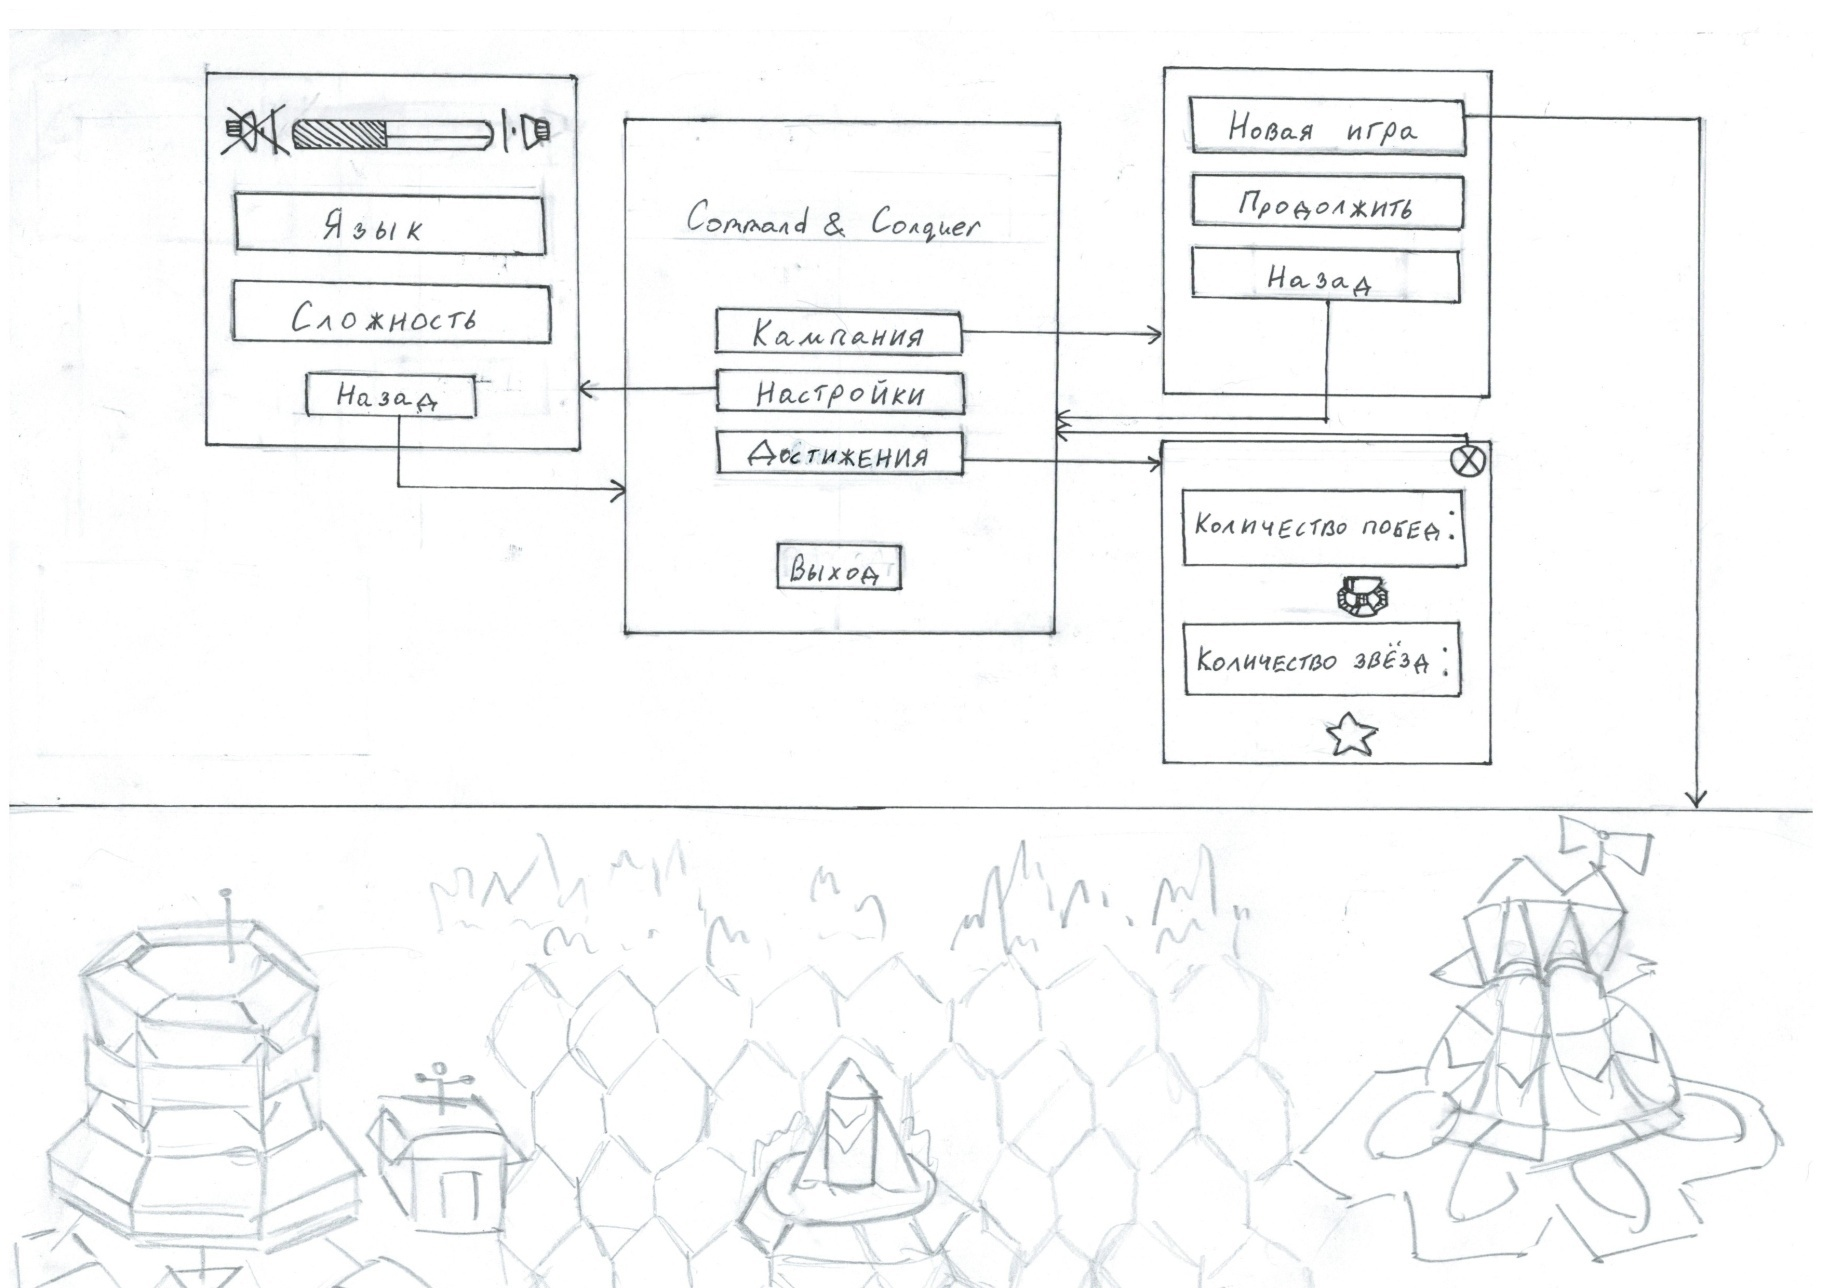 Язык
Сложность
Назад
Command & Conquer
Кампания
Настройки
Достижения
Выход
Новая игра
Продолжить
Назад
Количество побед:
Количество звёзд: